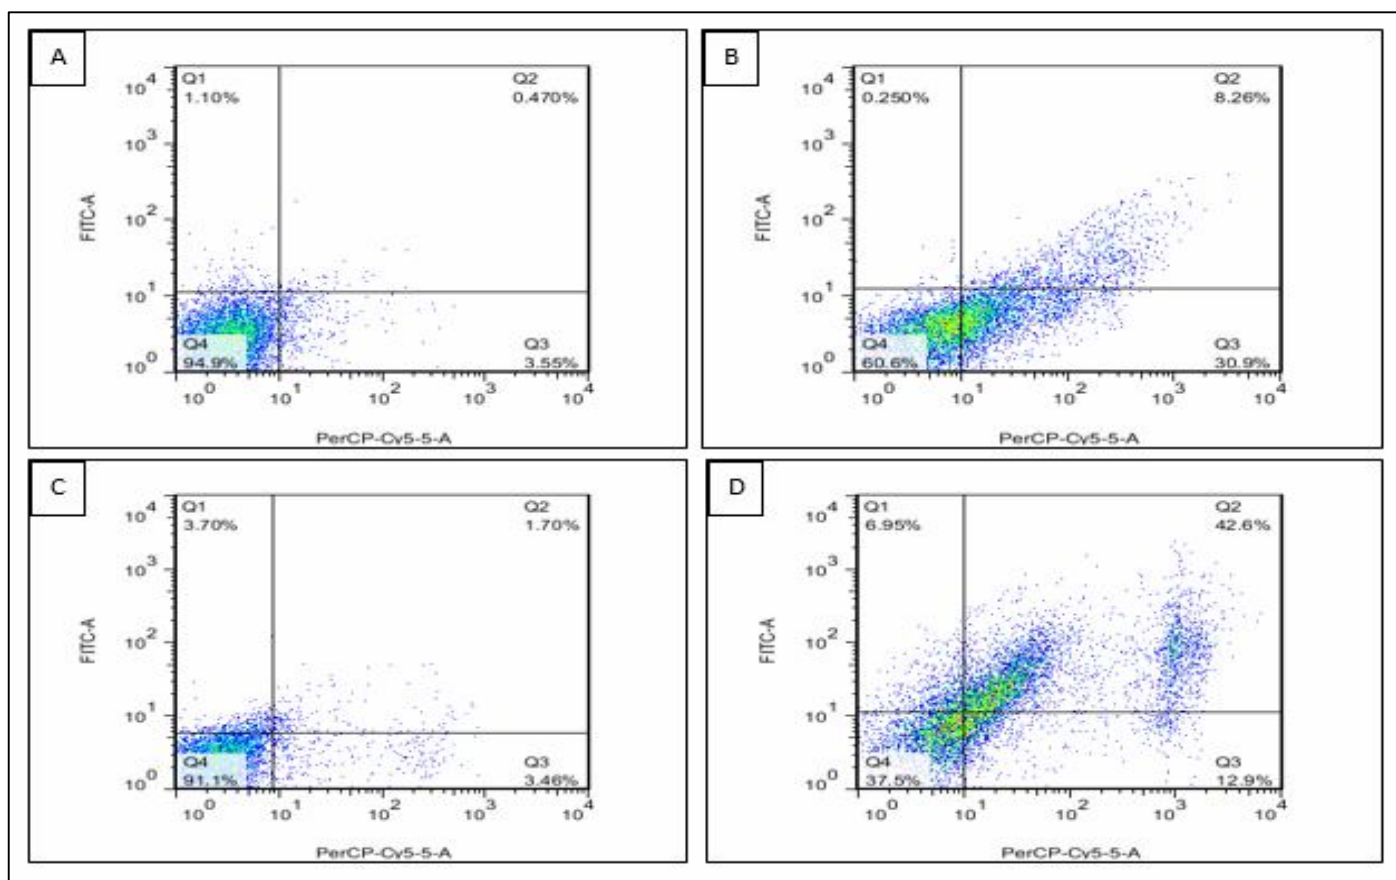 A
Q1
1.10%
Q2
0.470%
Q4
94.9%
Q3
3.55%
10^4
10^3
10^2
10^1
10^0
FITC-A
10^0 10^1 10^2 10^3 10^4
PerCP-Cy5-5-A
B
Q1
0.250%
Q2
8.26%
Q4
60.6%
Q3
30.9%
10^4
10^3
10^2
10^1
10^0
FITC-A
10^0 10^1 10^2 10^3 10^4
PerCP-Cy5-5-A
C
Q1
3.70%
Q2
1.70%
Q4
91.1%
Q3
3.46%
10^4
10^3
10^2
10^1
10^0
FITC-A
10^0 10^1 10^2 10^3 10^4
PerCP-Cy5-5-A
D
Q1
6.95%
Q2
42.6%
Q4
37.5%
Q3
12.9%
10^4
10^3
10^2
10^1
10^0
FITC-A
10^0 10^1 10^2 10^3 10^4
PerCP-Cy5-5-A